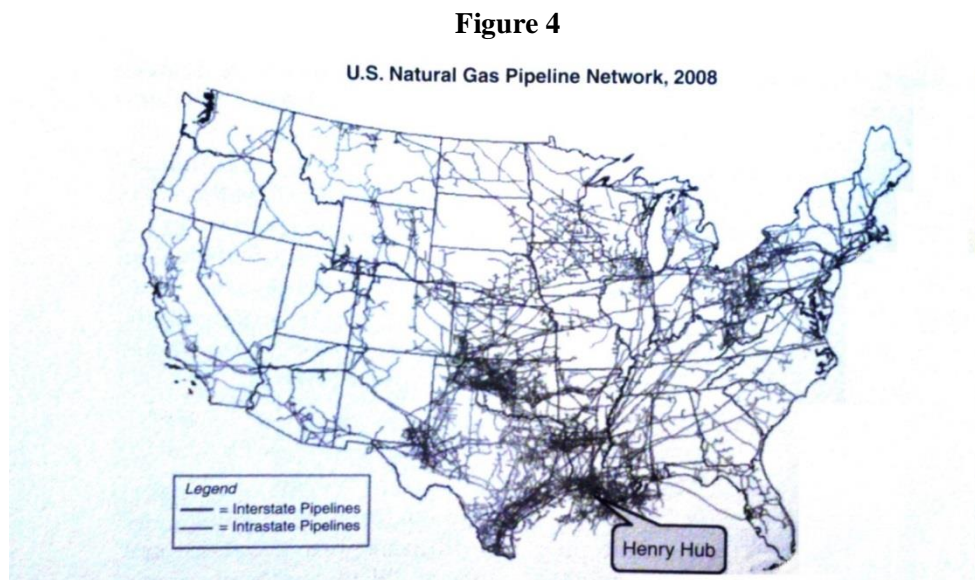 Figure 4
U.S. Natural Gas Pipeline Network, 2008
Legend
= Interstate Pipelines
= Intrastate Pipelines
Henry Hub